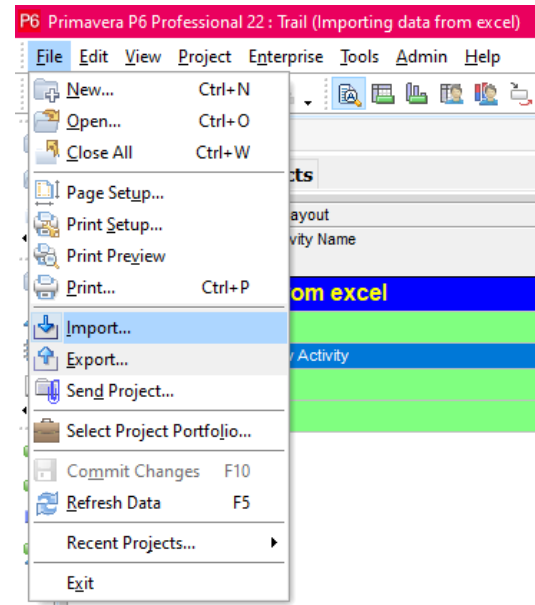 P6 Primavera P6 Professional 22 : Trail (Importing data from excel)
File Edit View Project Enterprise Tools Admin Help
New... Ctrl+N
Open... Ctrl+O
Close All Ctrl+W
cts
Page Setup...
ayout
Print Setup...
vity Name
Print Preview
Print... Ctrl+P
om excel
Import...
Export...
y Activity
Send Project...
Select Project Portfolio...
Commit Changes F10
Refresh Data F5
Recent Projects...
Exit